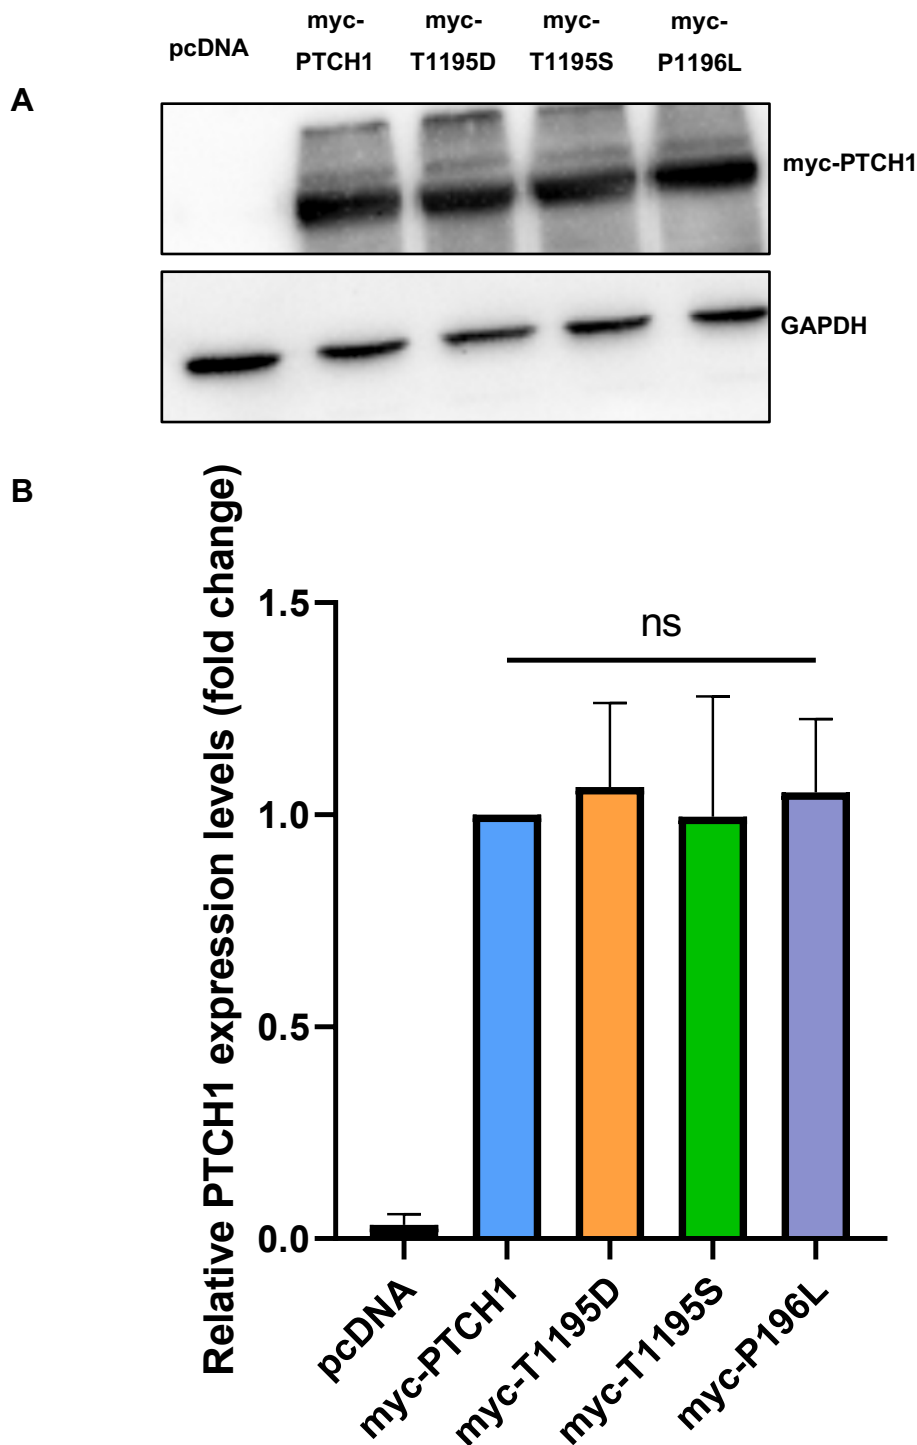 pcDNA
myc-
PTCH1
myc-
T1195D
myc-
T1195S
myc-
P1196L
A
myc-PTCH1
GAPDH
B
Relative PTCH1 expression levels (fold change)
1.5
1.0
0.5
0.0
ns
pcDNA
myc-PTCH1
myc-T1195D
myc-T1195S
myc-P196L